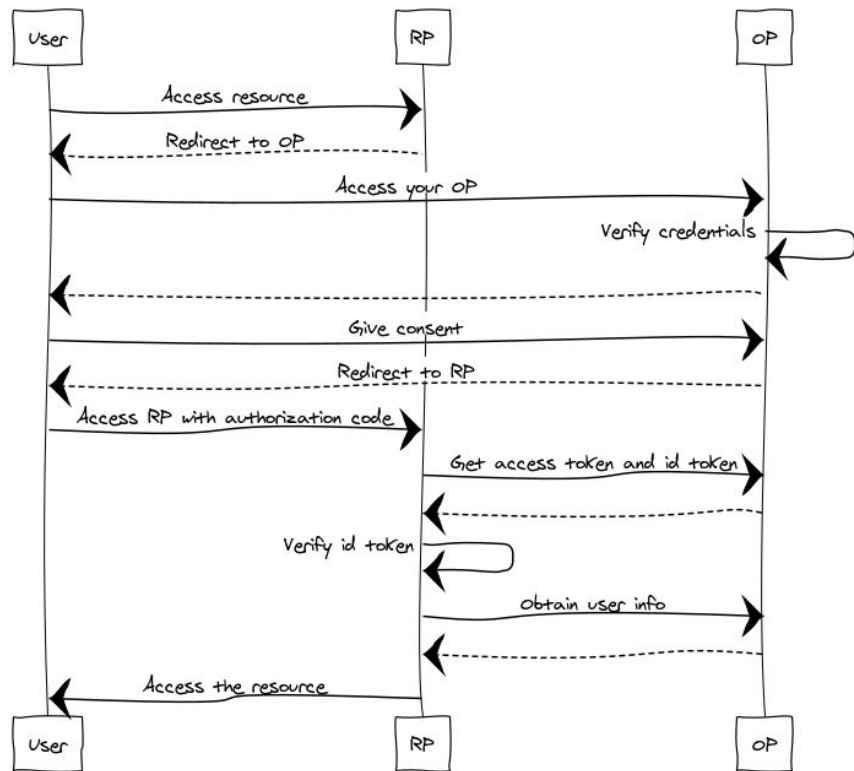 User
RP
OP
Access resource
Redirect to OP
Access your OP
Verify credentials
Give consent
Redirect to RP
Access RP with authorization code
Get access token and id token
Verify id token
Obtain user info
Access the resource
User
RP
OP